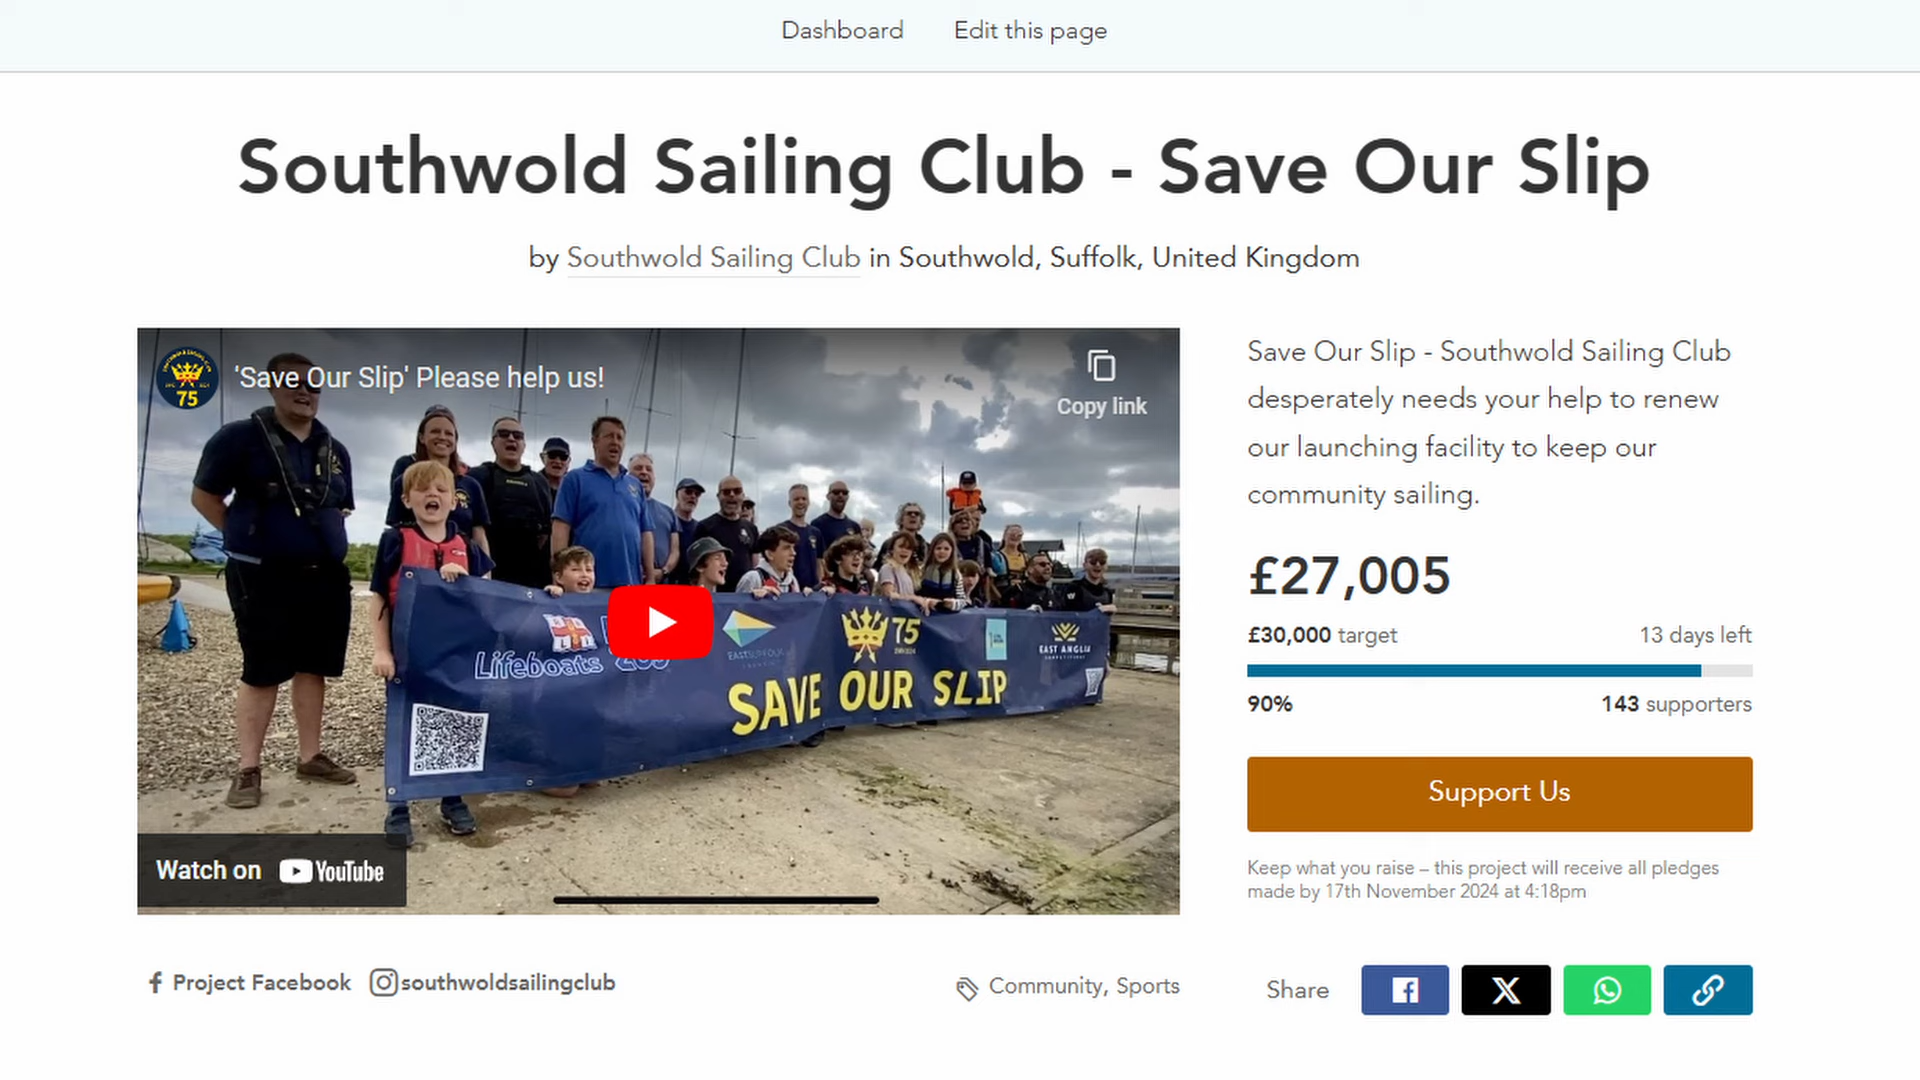 Dashboard
Edit this page
Southwold Sailing Club - Save Our Slip
by Southwold Sailing Club in Southwold, Suffolk, United Kingdom
75
'Save Our Slip' Please help us!
Copy link
Lifeboats
75
EAST ANGLIA
SAVE OUR SLIP
Watch on YouTube
Save Our Slip - Southwold Sailing Club
desperately needs your help to renew
our launching facility to keep our
community sailing.
£27,005
£30,000 target
13 days left
90%
143 supporters
Support Us
Keep what you raise – this project will receive all pledges
made by 17th November 2024 at 4:18pm
Project Facebook
southwoldsailingclub
Community, Sports
Share